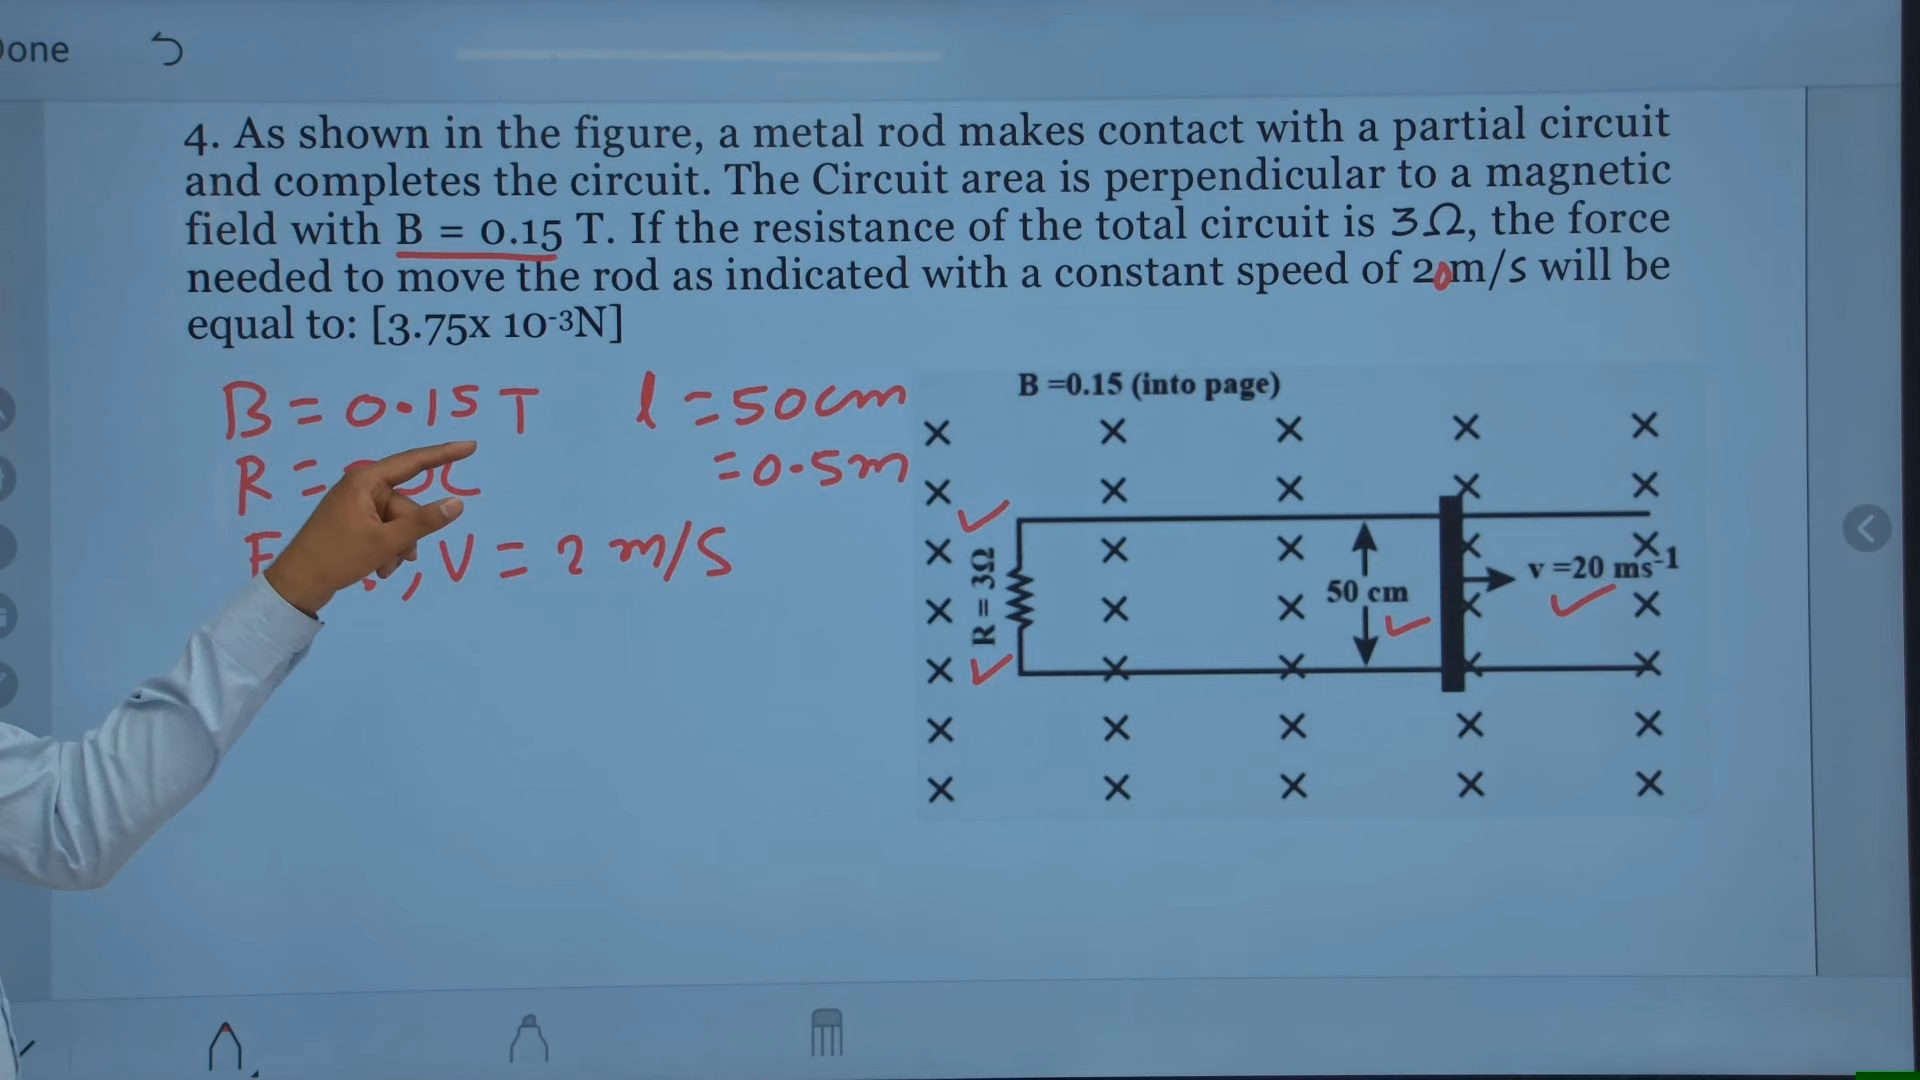 one
4. As shown in the figure, a metal rod makes contact with a partial circuit
and completes the circuit. The Circuit area is perpendicular to a magnetic
field with B = 0.15 T. If the resistance of the total circuit is 3Ω, the force
needed to move the rod as indicated with a constant speed of 20m/s will be
equal to: [3.75x 10-³N]
B = 0.15 T
l = 50cm
= 0.5m
R =
F
, V = 2 m/s
B =0.15 (into page)
R = 3Ω
50 cm
v =20 ms⁻¹